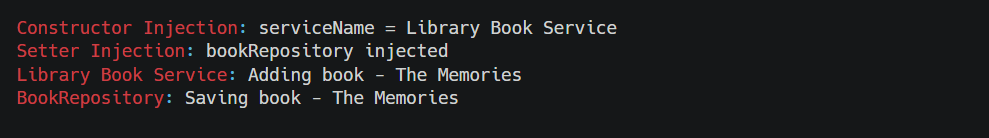 Constructor Injection: serviceName = Library Book Service
Setter Injection: bookRepository injected
Library Book Service: Adding book - The Memories
BookRepository: Saving book - The Memories